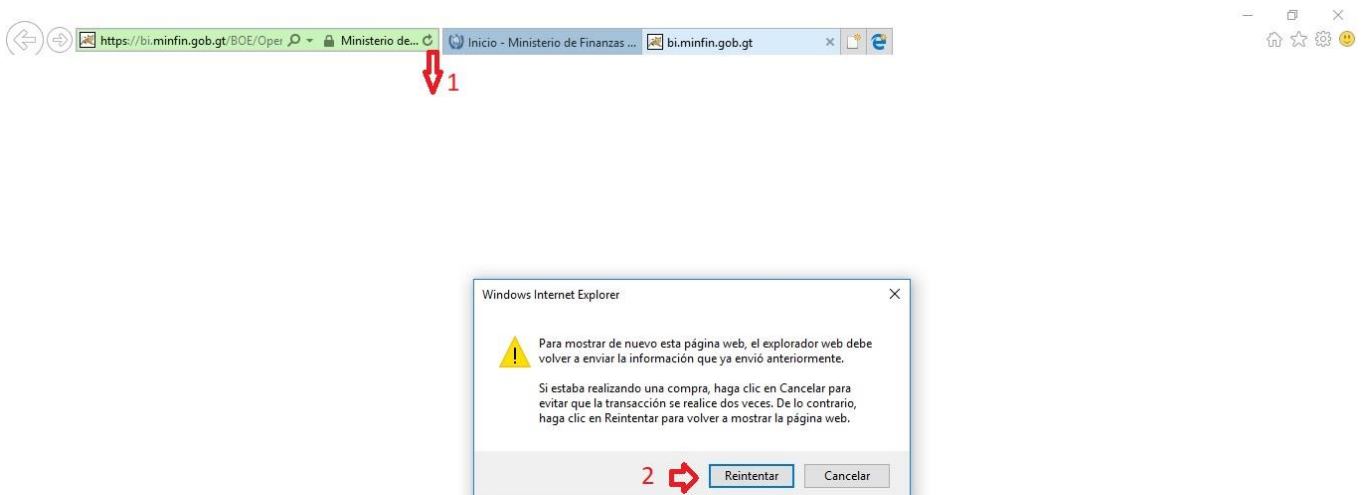 https://bi.minfin.gob.gt/BOE/Oper Ministerio de... Inicio - Ministerio de Finanzas ... bi.minfin.gob.gt
1
Windows Internet Explorer
Para mostrar de nuevo esta página web, el explorador web debe
volver a enviar la información que ya envió anteriormente.
Si estaba realizando una compra, haga clic en Cancelar para
evitar que la transacción se realice dos veces. De lo contrario,
haga clic en Reintentar para volver a mostrar la página web.
2 Reintentar Cancelar